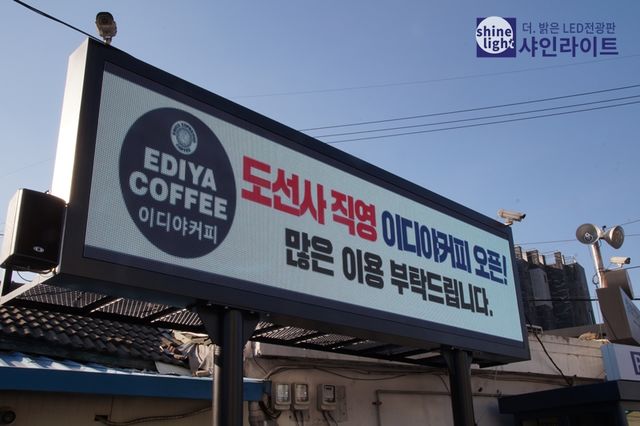 shine
light
더. 밝은 LED전광판
샤인라이트
EDIYA
COFFEE
이디야커피
도선사 직영 이디야커피 오픈!
많은 이용 부탁드립니다.